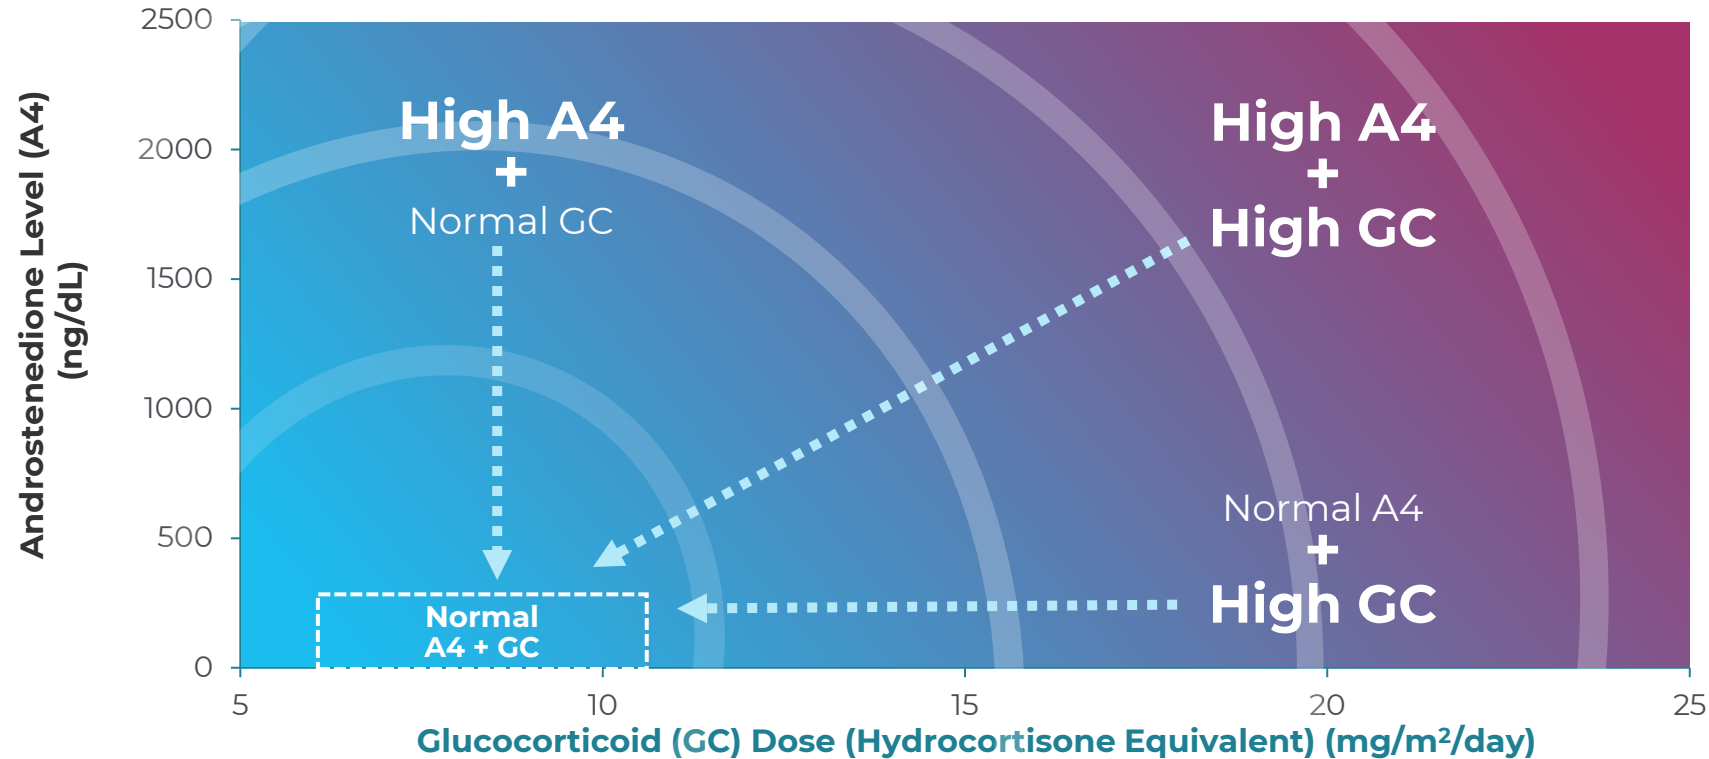 Androstenedione Level (A4)
(ng/dL)
2500
2000
1500
1000
500
0
High A4
+
Normal GC
High A4
+
High GC
Normal A4
+
High GC
Normal
A4 + GC
5
10
15
20
25
Glucocorticoid (GC) Dose (Hydrocortisone Equivalent) (mg/m²/day)